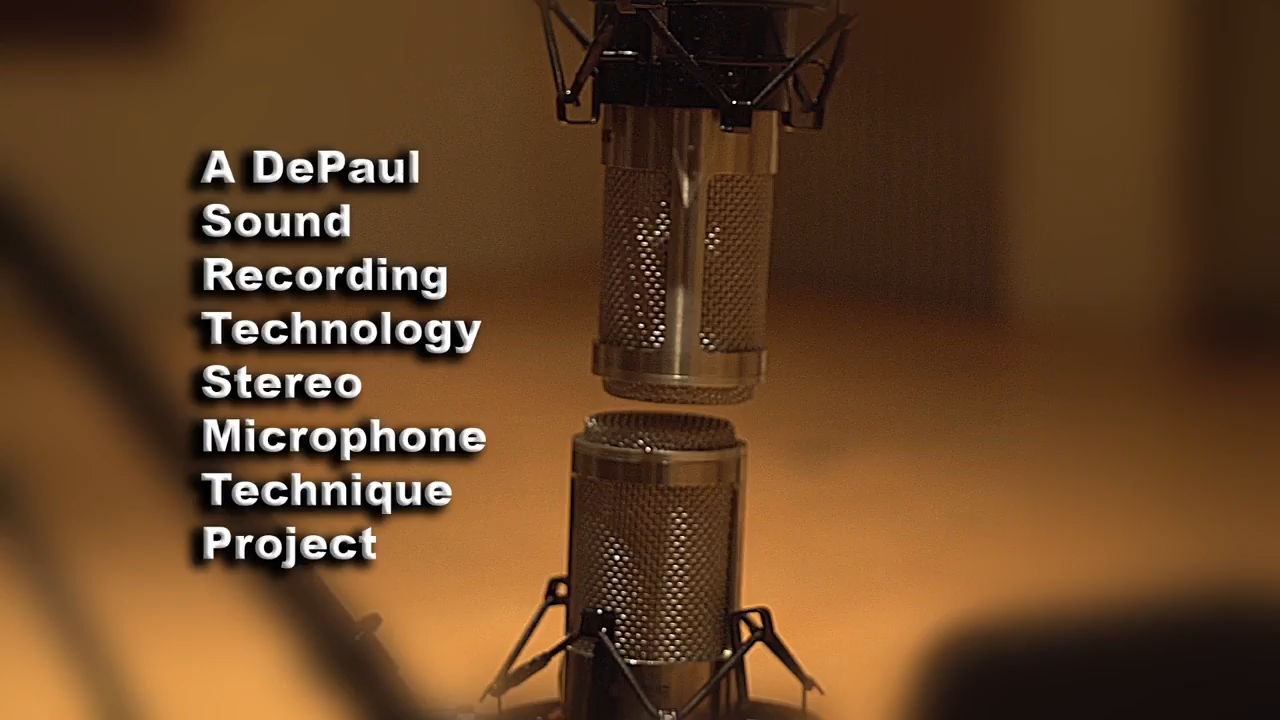 A DePaul
Sound
Recording
Technology
Stereo
Microphone
Technique
Project